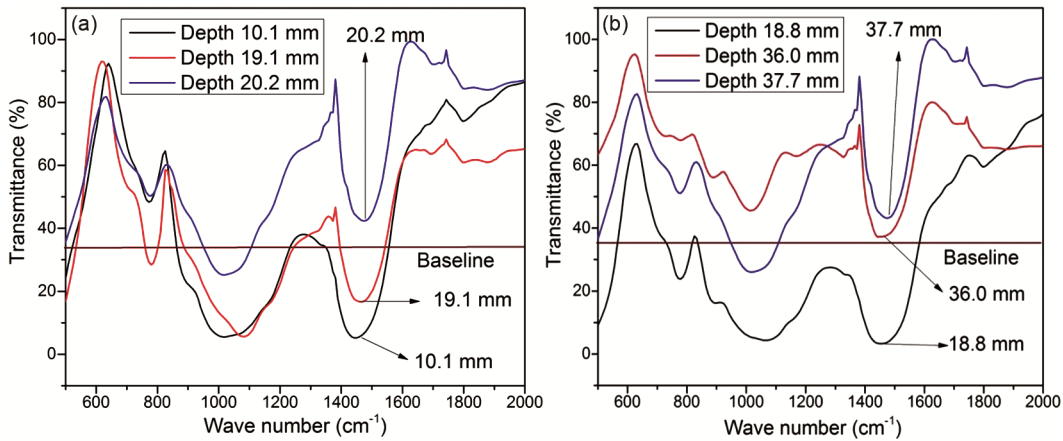 (a)
Depth 10.1 mm
Depth 19.1 mm
Depth 20.2 mm
20.2 mm
Baseline
19.1 mm
10.1 mm
Transmittance (%)
100
80
60
40
20
0
600
800
1000
1200
1400
1600
1800
2000
Wave number (cm⁻¹)
(b)
Depth 18.8 mm
Depth 36.0 mm
Depth 37.7 mm
37.7 mm
Baseline
36.0 mm
18.8 mm
Transmittance (%)
100
80
60
40
20
0
600
800
1000
1200
1400
1600
1800
2000
Wave number (cm⁻¹)